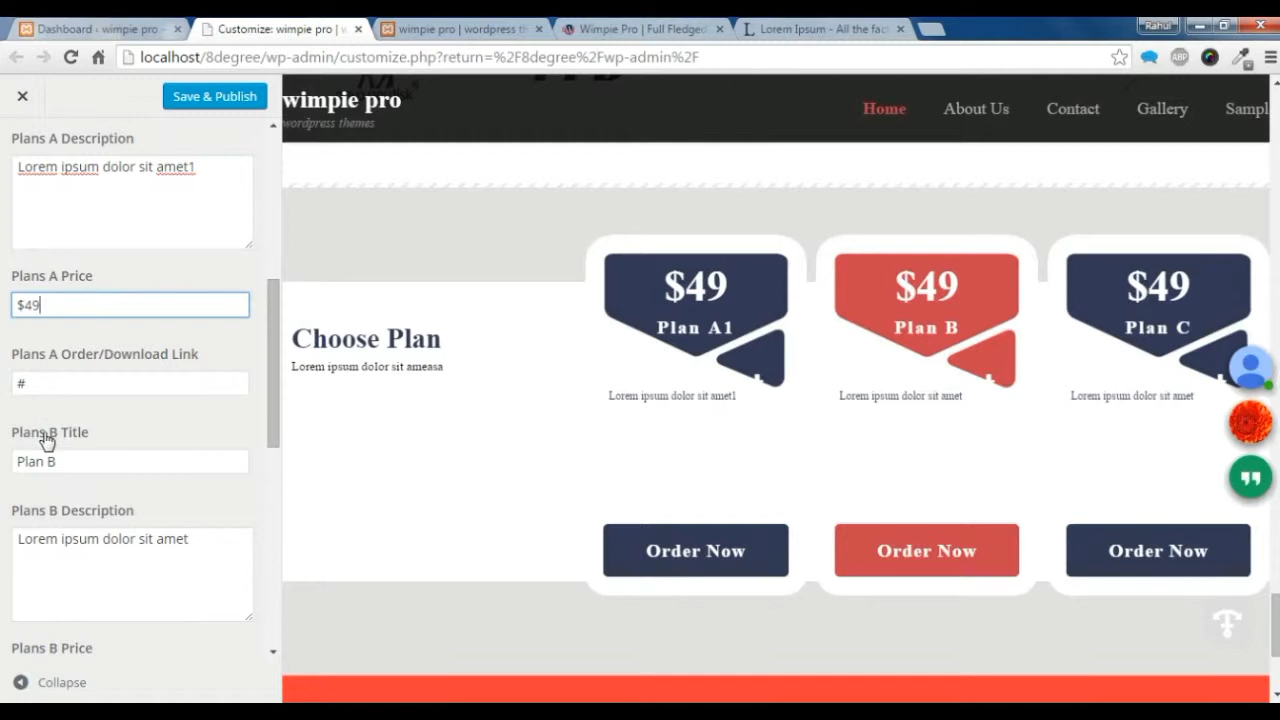 Dashboard ‹ wimpie pro
Customize: wimpie pro |
wimpie pro | wordpress th
Wimpie Pro | Full Fledged
Lorem Ipsum - All the fact
Rahul
localhost/8degree/wp-admin/customize.php?return=%2F8degree%2Fwp-admin%2F
ABP
Save & Publish
wimpie pro
wordpress themes
Home
About Us
Contact
Gallery
Sampl
Plans A Description
Lorem ipsum dolor sit amet1
Plans A Price
$49
Plans A Order/Download Link
#
Plans B Title
Plan B
Plans B Description
Lorem ipsum dolor sit amet
Plans B Price
Collapse
Choose Plan
Lorem ipsum dolor sit ameasa
$49
Plan A1
Lorem ipsum dolor sit amet1
Order Now
$49
Plan B
Lorem ipsum dolor sit amet
Order Now
$49
Plan C
Lorem ipsum dolor sit amet
Order Now